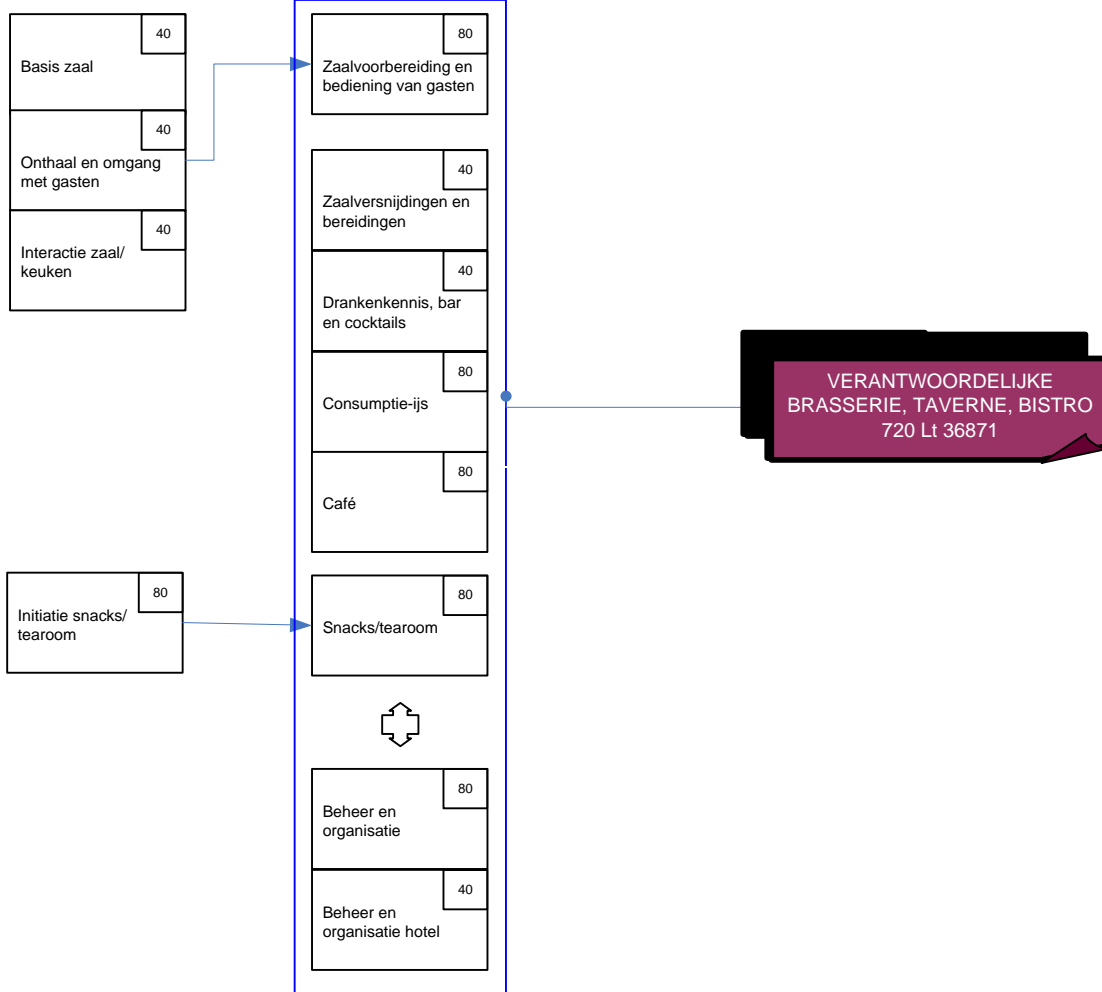 40
Basis zaal
40
Onthaal en omgang
met gasten
40
Interactie zaal/
keuken
80
Initiatie snacks/
tearoom
80
Zaalvoorbereiding en
bediening van gasten
40
Zaalversnijdingen en
bereidingen
40
Drankenkennis, bar
en cocktails
80
Consumptie-ijs
80
Café
80
Snacks/tearoom
80
Beheer en
organisatie
40
Beheer en
organisatie hotel
VERANTWOORDELIJKE
BRASSERIE, TAVERNE, BISTRO
720 Lt 36871